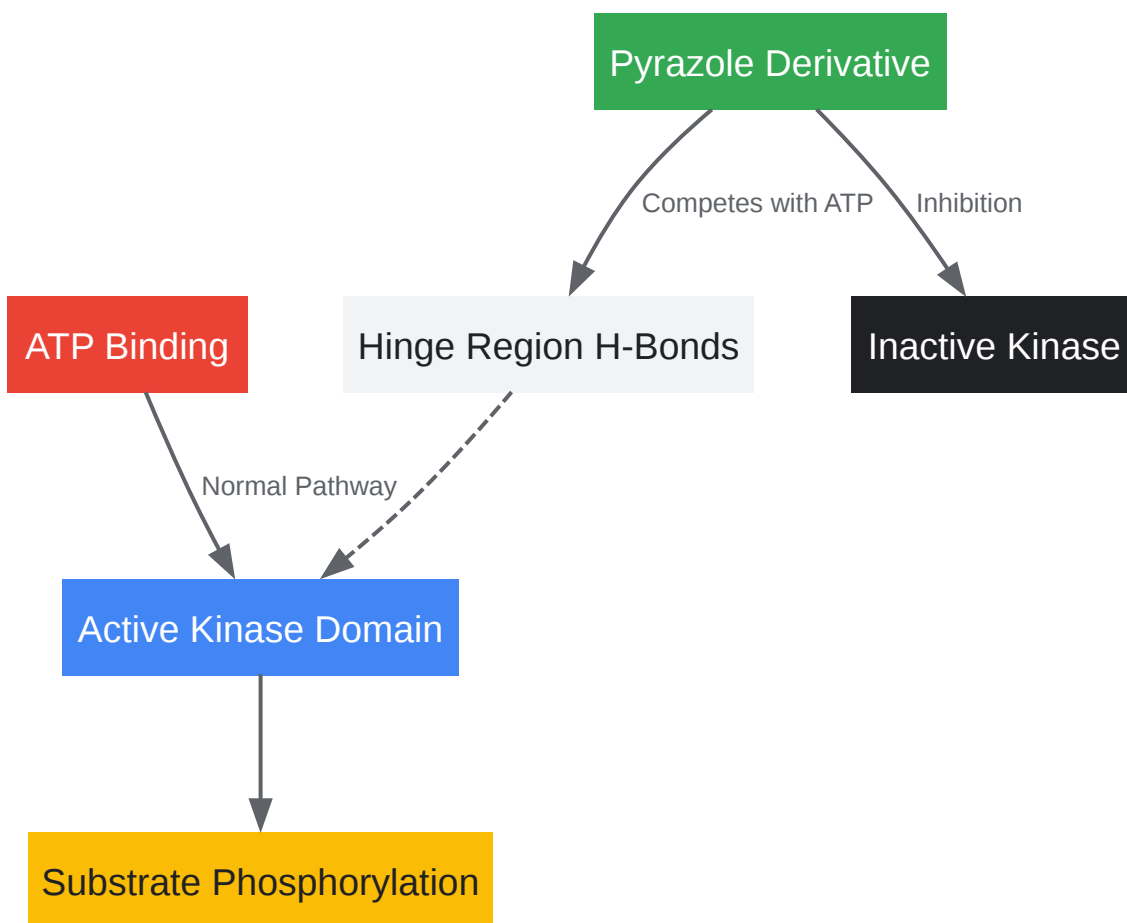 Pyrazole Derivative
Competes with ATP
Inhibition
ATP Binding
Hinge Region H-Bonds
Inactive Kinase
Normal Pathway
Active Kinase Domain
Substrate Phosphorylation